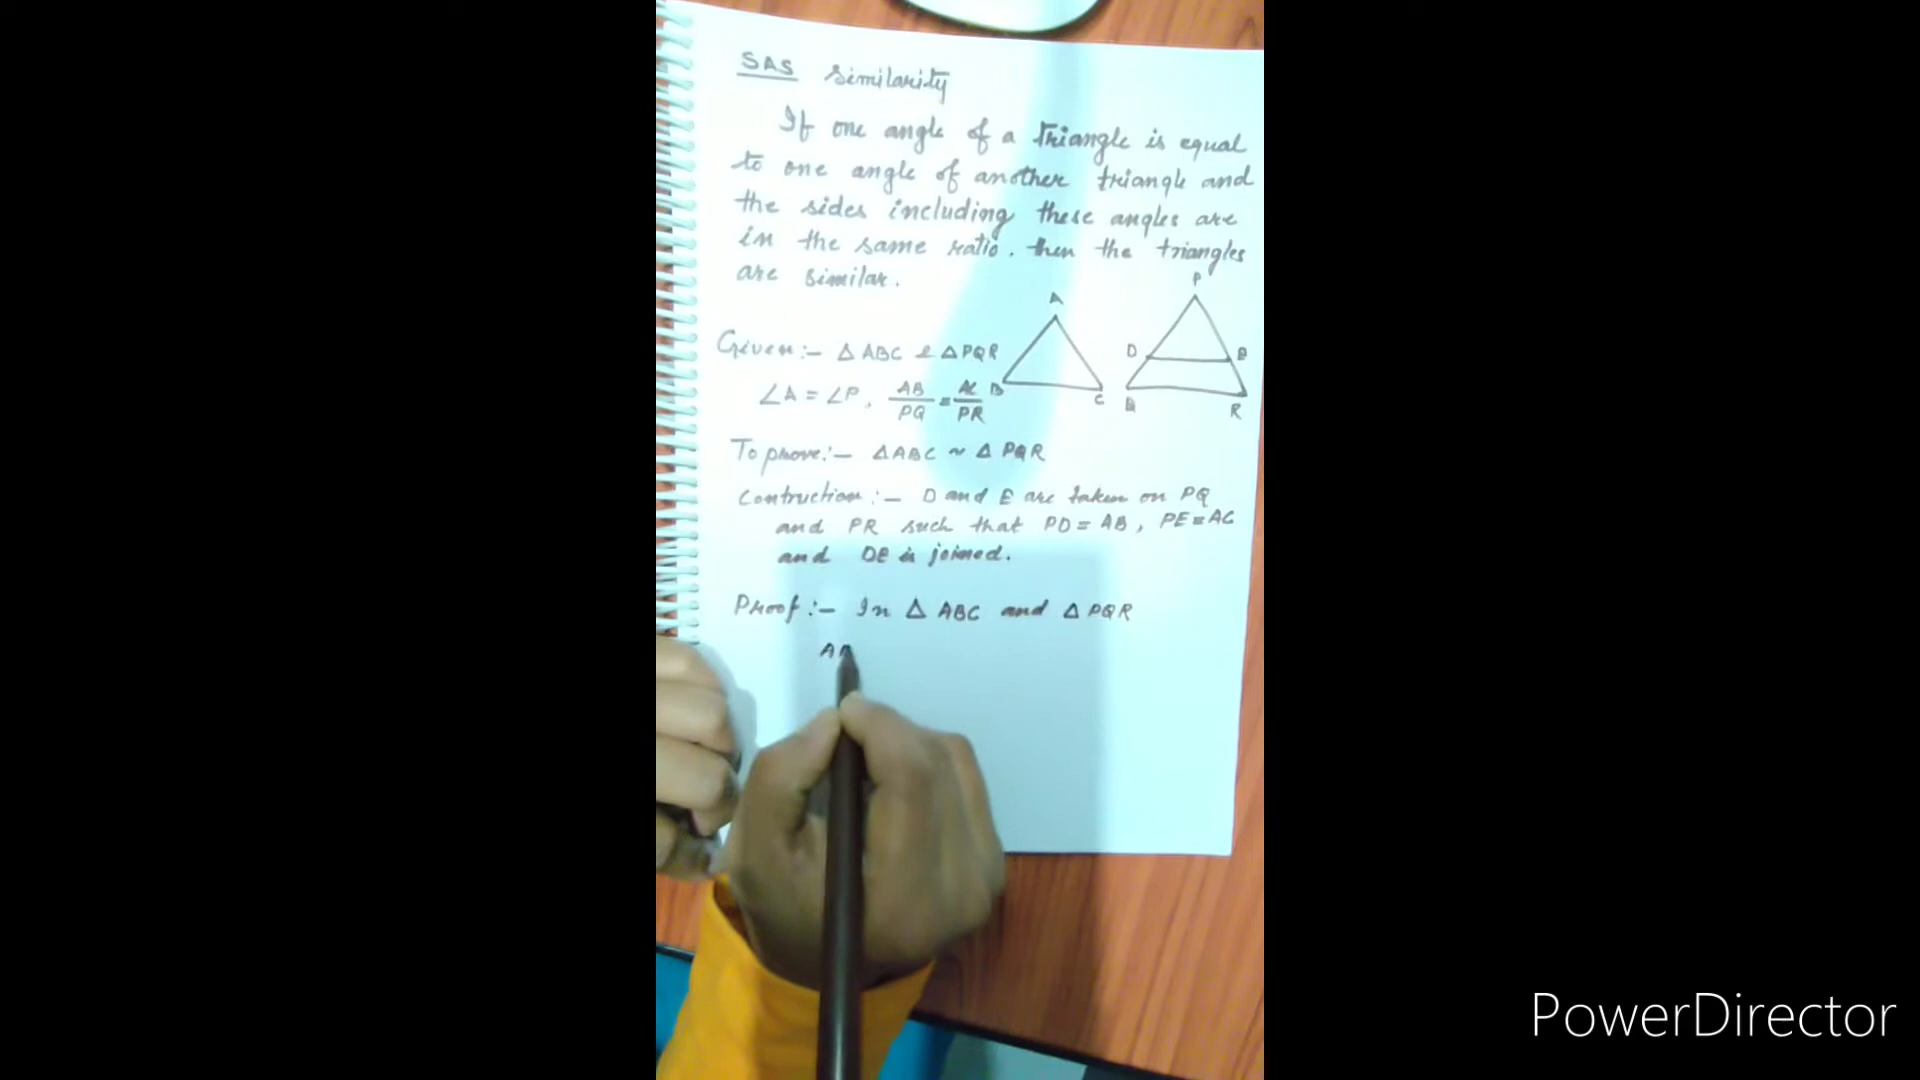 SAS Similarity
If one angle of a triangle is equal
to one angle of another triangle and
the sides including these angles are
in the same ratio. then the triangles
are similar.
A
P
B
C
D
E
Q
R
Given :- △ ABC & △ PQR
∠A = ∠P, AB/PQ = AC/PR
To prove :- △ ABC ~ △ PQR
Contruction :- D and E are taken on PQ
and PR such that PD = AB, PE = AC
and DE is joined.
Proof :- In △ ABC and △ PQR
A
PowerDirector